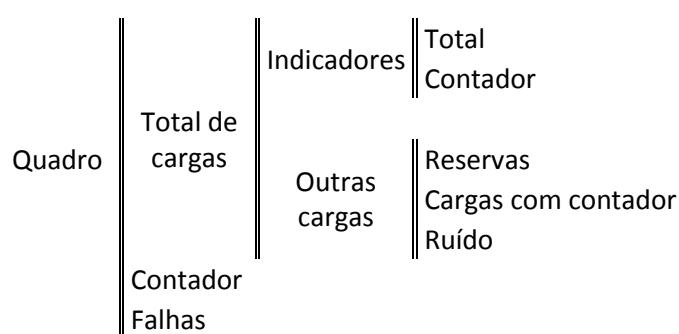 Quadro
Total de
cargas
Indicadores
Total
Contador
Outras
cargas
Reservas
Cargas com contador
Ruído
Contador
Falhas